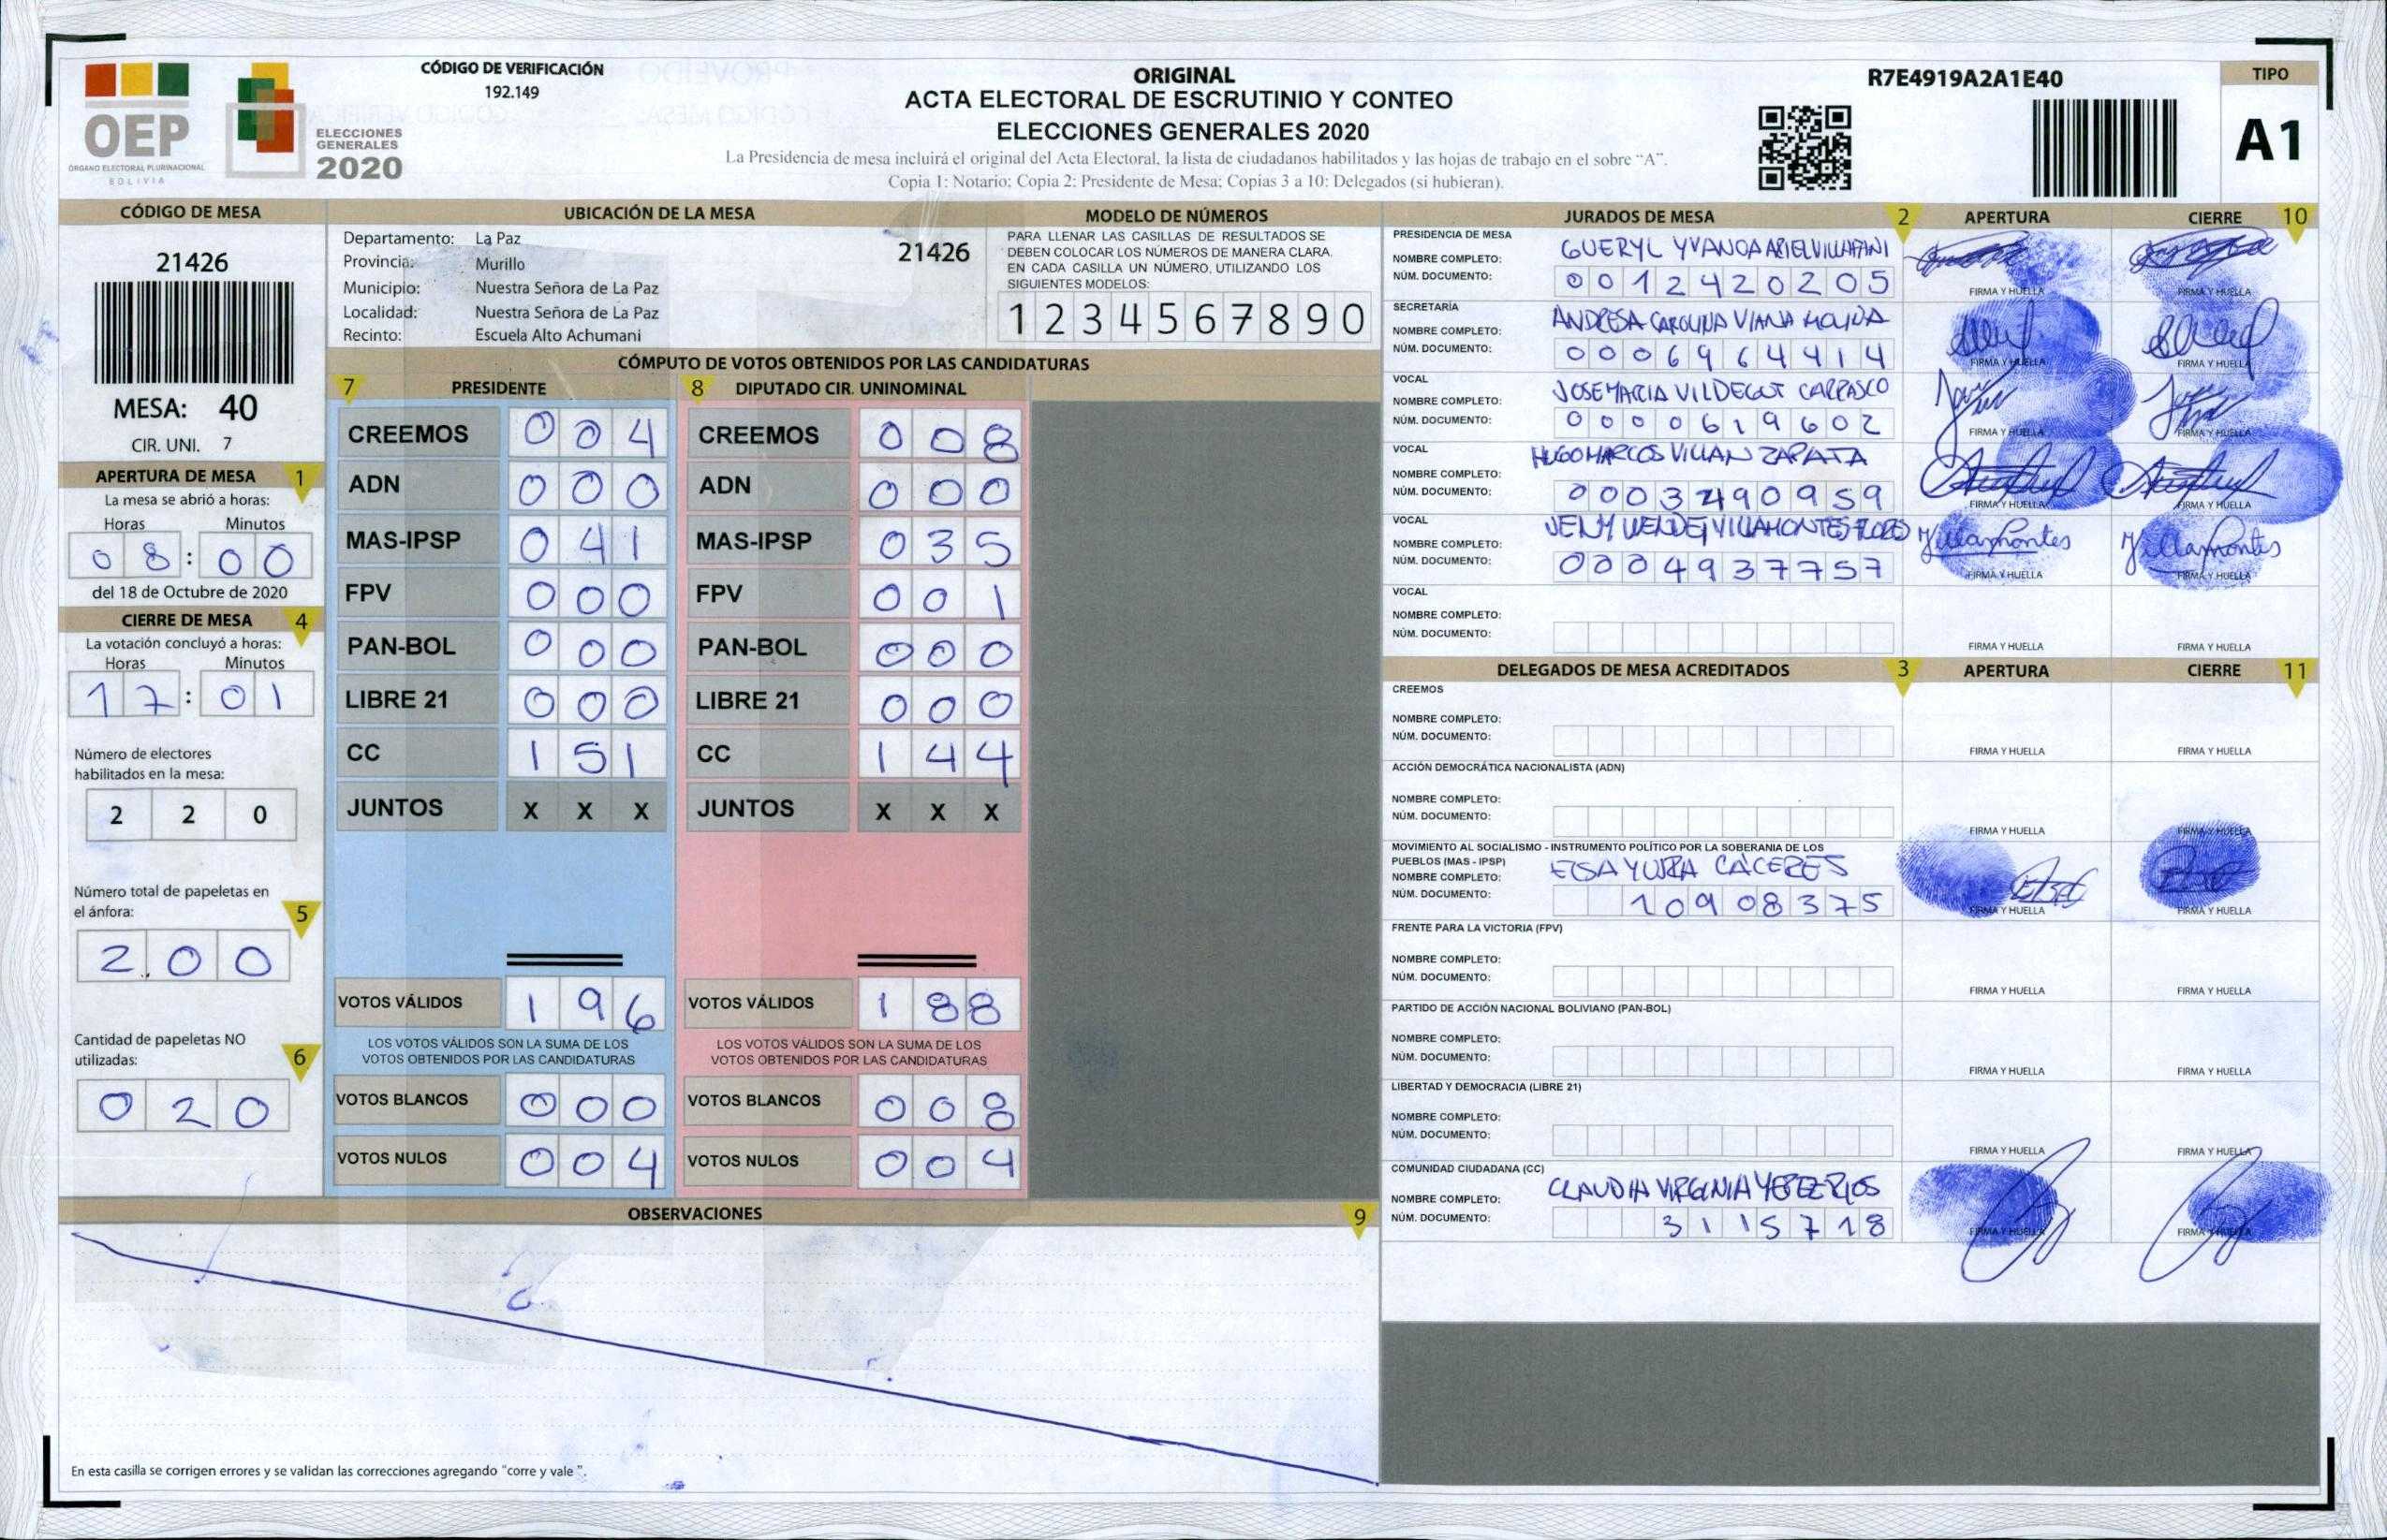 OEP
ÓRGANO ELECTORAL PLURINACIONAL
BOLIVIA
ELECCIONES
GENERALES
2020
CÓDIGO DE VERIFICACIÓN
192.149
ORIGINAL
ACTA ELECTORAL DE ESCRUTINIO Y CONTEO
ELECCIONES GENERALES 2020
La Presidencia de mesa incluirá el original del Acta Electoral, la lista de ciudadanos habilitados y las hojas de trabajo en el sobre "A".
Copia 1: Notario; Copia 2: Presidente de Mesa; Copias 3 a 10: Delegados (si hubieran).
R7E4919A2A1E40
TIPO
A1
CÓDIGO DE MESA
21426
MESA: 40
CIR. UNI. 7
APERTURA DE MESA 1
La mesa se abrió a horas:
Horas Minutos
08:00
del 18 de Octubre de 2020
CIERRE DE MESA 4
La votación concluyó a horas:
Horas Minutos
17:01
Número de electores
habilitados en la mesa:
220
Número total de papeletas en
el ánfora: 5
200
Cantidad de papeletas NO
utilizadas: 6
020
UBICACIÓN DE LA MESA
Departamento: La Paz
21426
Provincia: Murillo
Municipio: Nuestra Señora de La Paz
Localidad: Nuestra Señora de La Paz
Recinto: Escuela Alto Achumani
MODELO DE NÚMEROS
PARA LLENAR LAS CASILLAS DE RESULTADOS SE
DEBEN COLOCAR LOS NÚMEROS DE MANERA CLARA.
EN CADA CASILLA UN NÚMERO, UTILIZANDO LOS
SIGUIENTES MODELOS:
1234567890
CÓMPUTO DE VOTOS OBTENIDOS POR LAS CANDIDATURAS
7 PRESIDENTE
CREEMOS 004
ADN 000
MAS-IPSP 041
FPV 000
PAN-BOL 000
LIBRE 21 000
CC 151
JUNTOS X X X
VOTOS VÁLIDOS 196
LOS VOTOS VÁLIDOS SON LA SUMA DE LOS
VOTOS OBTENIDOS POR LAS CANDIDATURAS
VOTOS BLANCOS 000
VOTOS NULOS 004
8 DIPUTADO CIR. UNINOMINAL
CREEMOS 008
ADN 000
MAS-IPSP 035
FPV 001
PAN-BOL 000
LIBRE 21 000
CC 144
JUNTOS X X X
VOTOS VÁLIDOS 188
LOS VOTOS VÁLIDOS SON LA SUMA DE LOS
VOTOS OBTENIDOS POR LAS CANDIDATURAS
VOTOS BLANCOS 008
VOTOS NULOS 004
OBSERVACIONES 9
En esta casilla se corrigen errores y se validan las correcciones agregando "corre y vale".
JURADOS DE MESA 2 APERTURA CIERRE 10
PRESIDENCIA DE MESA
NOMBRE COMPLETO: GUERYL
NÚM. DOCUMENTO: 0012420205
FIRMA Y HUELLA FIRMA Y HUELLA
SECRETARÍA
NOMBRE COMPLETO: ANDRESA CAROLINA VIANA MOLINA
NÚM. DOCUMENTO: 0006964414
FIRMA Y HUELLA FIRMA Y HUELLA
VOCAL
NOMBRE COMPLETO: JOSE MARIA VILDEGUT CARRASCO
NÚM. DOCUMENTO: 0000619602
FIRMA Y HUELLA FIRMA Y HUELLA
VOCAL
NOMBRE COMPLETO: HUGO MARCOS VILLAN ZAPATA
NÚM. DOCUMENTO: 0003490959
FIRMA Y HUELLA FIRMA Y HUELLA
VOCAL
NOMBRE COMPLETO: VILLAMONTES FLORES
NÚM. DOCUMENTO: 0004937757
FIRMA Y HUELLA FIRMA Y HUELLA
VOCAL
NOMBRE COMPLETO:
NÚM. DOCUMENTO:
FIRMA Y HUELLA FIRMA Y HUELLA
DELEGADOS DE MESA ACREDITADOS 3 APERTURA CIERRE 11
CREEMOS
NOMBRE COMPLETO:
NÚM. DOCUMENTO:
FIRMA Y HUELLA FIRMA Y HUELLA
ACCIÓN DEMOCRÁTICA NACIONALISTA (ADN)
NOMBRE COMPLETO:
NÚM. DOCUMENTO:
FIRMA Y HUELLA FIRMA Y HUELLA
MOVIMIENTO AL SOCIALISMO - INSTRUMENTO POLÍTICO POR LA SOBERANIA DE LOS
PUEBLOS (MAS - IPSP)
NOMBRE COMPLETO: ELSA YUJRA CÁCERES
NÚM. DOCUMENTO: 10908375
FIRMA Y HUELLA FIRMA Y HUELLA
FRENTE PARA LA VICTORIA (FPV)
NOMBRE COMPLETO:
NÚM. DOCUMENTO:
FIRMA Y HUELLA FIRMA Y HUELLA
PARTIDO DE ACCIÓN NACIONAL BOLIVIANO (PAN-BOL)
NOMBRE COMPLETO:
NÚM. DOCUMENTO:
FIRMA Y HUELLA FIRMA Y HUELLA
LIBERTAD Y DEMOCRACIA (LIBRE 21)
NOMBRE COMPLETO:
NÚM. DOCUMENTO:
FIRMA Y HUELLA FIRMA Y HUELLA
COMUNIDAD CIUDADANA (CC)
NOMBRE COMPLETO: CLAUDIA VIRGINIA YEPEZ RIOS
NÚM. DOCUMENTO: 3115718
FIRMA Y HUELLA FIRMA Y HUELLA